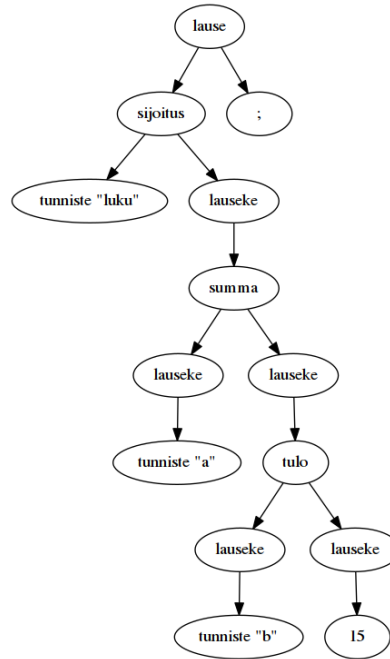 lause
sijoitus
;
tunniste "luku"
lauseke
summa
lauseke
lauseke
tunniste "a"
tulo
lauseke
lauseke
tunniste "b"
15